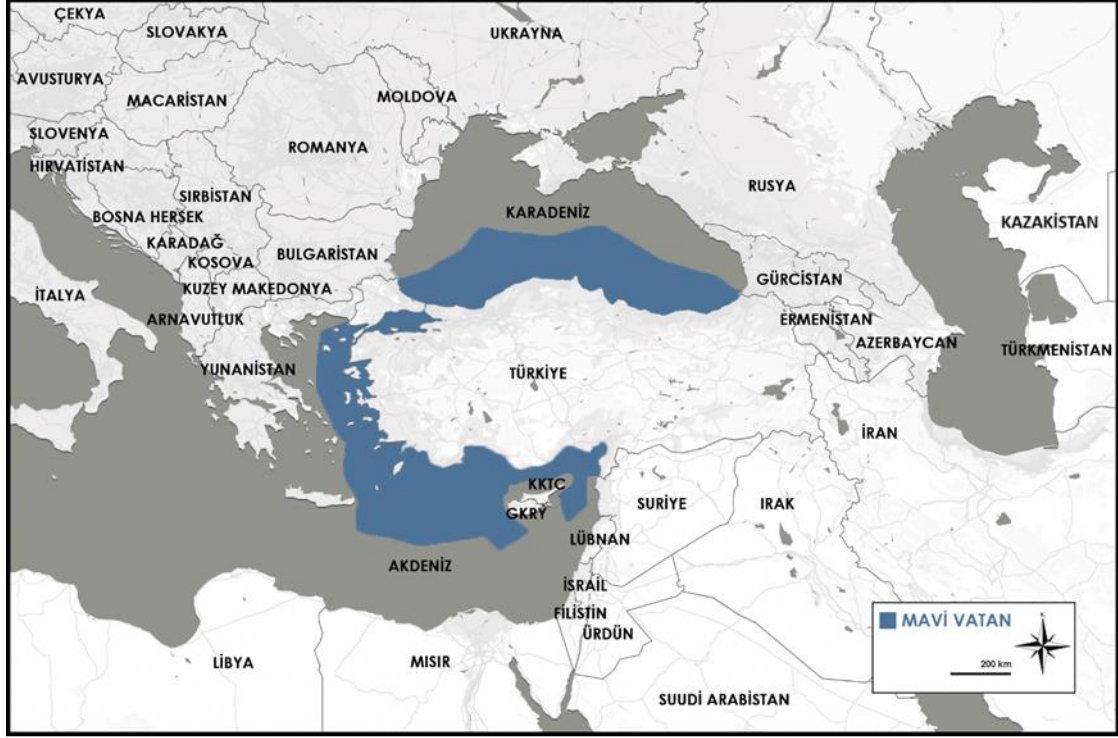 ÇEKYA
SLOVAKYA
UKRAYNA
AVUSTURYA
MACARİSTAN
MOLDOVA
SLOVENYA
ROMANYA
HIRVATİSTAN
RUSYA
SIRBİSTAN
BOSNA HERSEK
KARADENİZ
KAZAKİSTAN
KARADAĞ
BULGARİSTAN
KOSOVA
GÜRCİSTAN
KUZEY MAKEDONYA
İTALYA
ARNAVUTLUK
ERMENİSTAN
AZERBAYCAN
TÜRKMENİSTAN
YUNANİSTAN
TÜRKİYE
İRAN
KKTC
SURİYE
IRAK
GKRY
LÜBNAN
AKDENİZ
İSRAİL
FİLİSTİN
ÜRDÜN
LİBYA
MISIR
SUUDİ ARABİSTAN
MAVİ VATAN
200 km